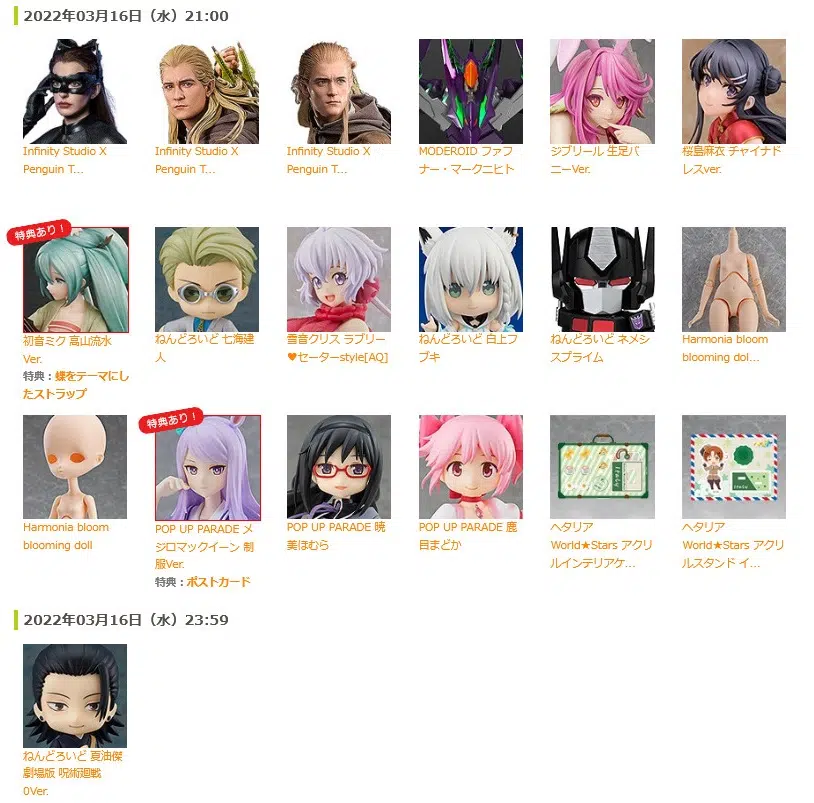 2022年03月16日（水）21:00
Infinity Studio X
Penguin T...
Infinity Studio X
Penguin T...
Infinity Studio X
Penguin T...
MODEROID ファフ
ナー・マークニヒト
ジブリール 生足バ
ニーVer.
桜島麻衣 チャイナド
レスver.
特典あり！
初音ミク 高山流水
Ver.
特典：蝶をテーマにし
たストラップ
ねんどろいど 七海建
人
雪音クリス ラブリー
♥セーターstyle[AQ]
ねんどろいど 白上フ
ブキ
ねんどろいど ネメシ
スプライム
Harmonia bloom
blooming dol...
Harmonia bloom
blooming doll
特典あり！
POP UP PARADE メ
ジロマックイーン 制
服Ver.
特典：ポストカード
POP UP PARADE 暁
美ほむら
POP UP PARADE 鹿
目まどか
ヘタリア
World★Stars アクリ
ルインテリアケ...
ヘタリア
World★Stars アクリ
ルスタンド イ...
2022年03月16日（水）23:59
ねんどろいど 夏油傑
劇場版 呪術廻戦
0Ver.